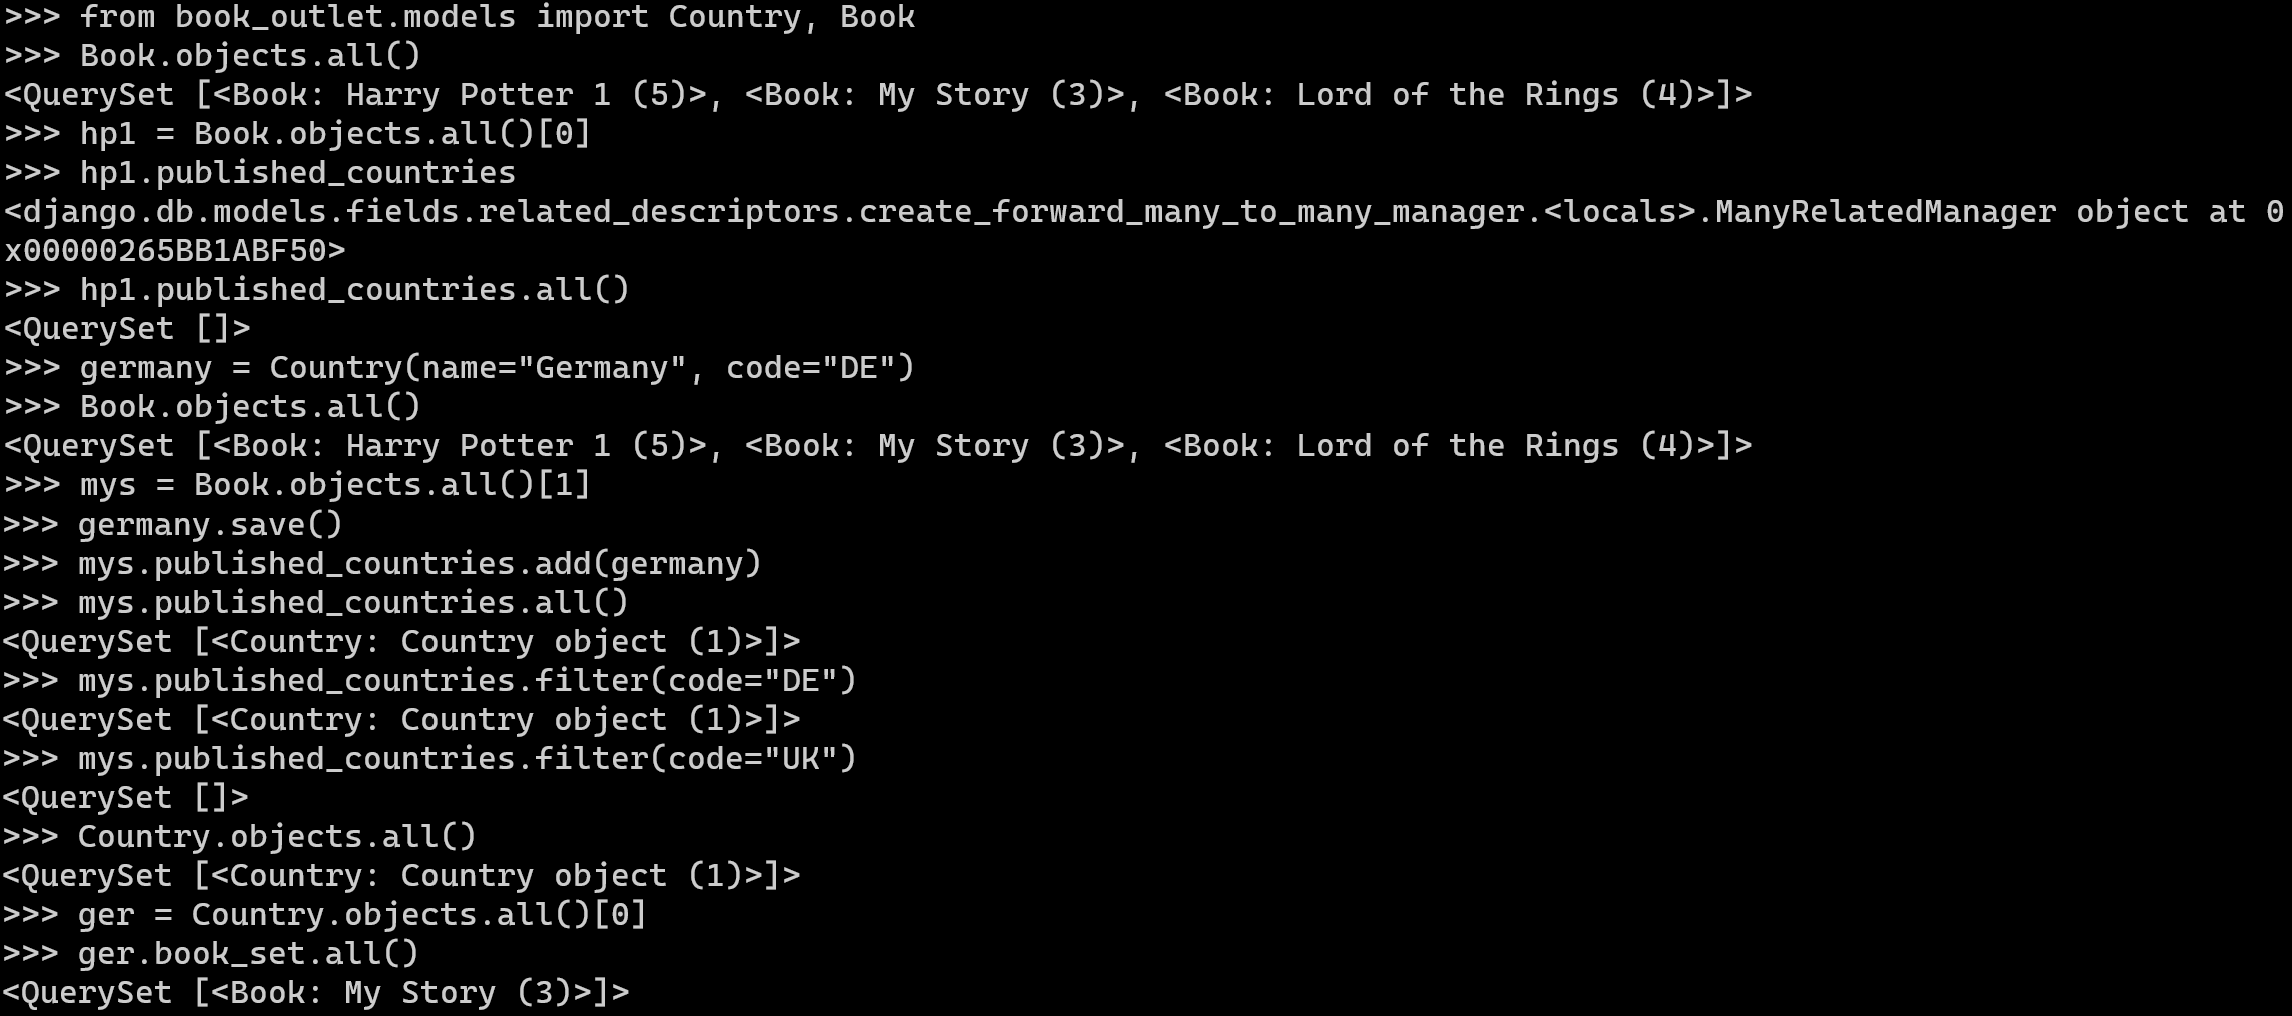 >>> from book_outlet.models import Country, Book
>>> Book.objects.all()
<QuerySet [<Book: Harry Potter 1 (5)>, <Book: My Story (3)>, <Book: Lord of the Rings (4)>]>
>>> hp1 = Book.objects.all()[0]
>>> hp1.published_countries
<django.db.models.fields.related_descriptors.create_forward_many_to_many_manager.<locals>.ManyRelatedManager object at 0
x00000265BB1ABF50>
>>> hp1.published_countries.all()
<QuerySet []>
>>> germany = Country(name="Germany", code="DE")
>>> Book.objects.all()
<QuerySet [<Book: Harry Potter 1 (5)>, <Book: My Story (3)>, <Book: Lord of the Rings (4)>]>
>>> mys = Book.objects.all()[1]
>>> germany.save()
>>> mys.published_countries.add(germany)
>>> mys.published_countries.all()
<QuerySet [<Country: Country object (1)>]>
>>> mys.published_countries.filter(code="DE")
<QuerySet [<Country: Country object (1)>]>
>>> mys.published_countries.filter(code="UK")
<QuerySet []>
>>> Country.objects.all()
<QuerySet [<Country: Country object (1)>]>
>>> ger = Country.objects.all()[0]
>>> ger.book_set.all()
<QuerySet [<Book: My Story (3)>]>